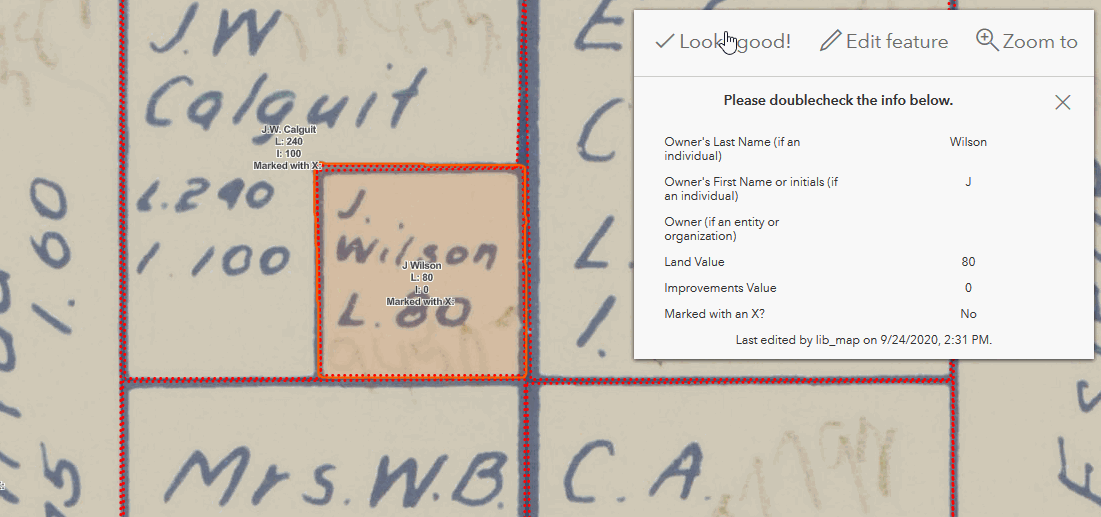 J.W
Calguit
J.W. Calguit
L: 240
I: 100
Marked with X:
L.240
I 100
J.
Wilson
J Wilson
L: 80
I: 0
Marked with X:
L.80
I.60
75
Mrs.W.B.
E
C
L.
I.
C.A.
Looks good!
Edit feature
Zoom to
Please doublecheck the info below.
Owner's Last Name (if an
individual)
Wilson
Owner's First Name or initials (if
an individual)
J
Owner (if an entity or
organization)
Land Value
80
Improvements Value
0
Marked with an X?
No
Last edited by lib_map on 9/24/2020, 2:31 PM.